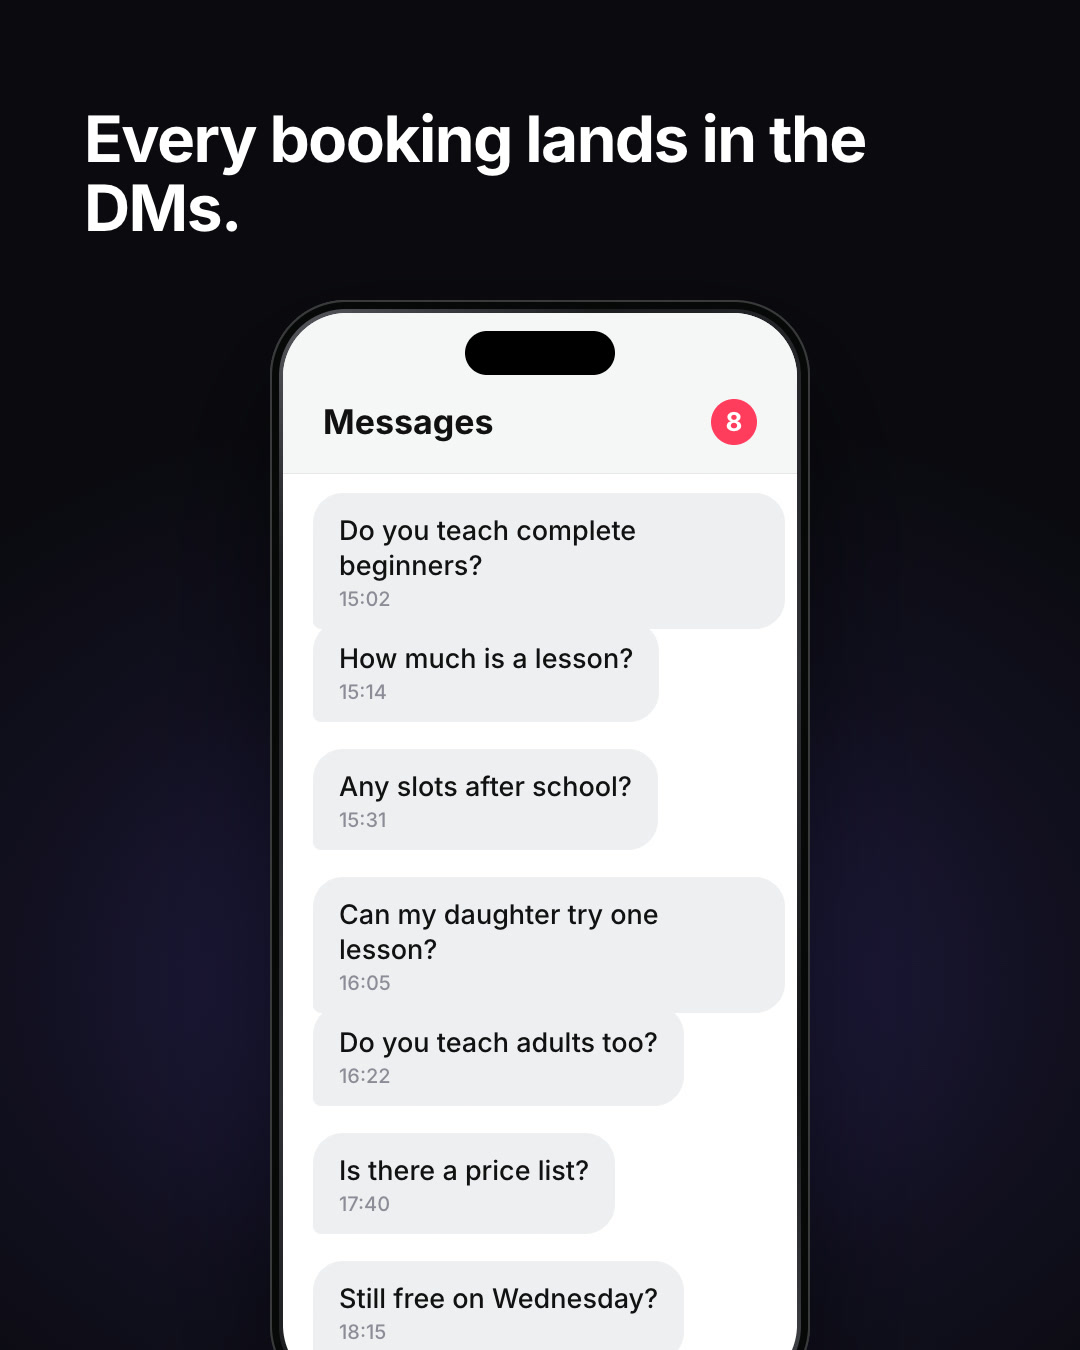 Every booking lands in the
DMs.
Messages
8
Do you teach complete
beginners?
15:02
How much is a lesson?
15:14
Any slots after school?
15:31
Can my daughter try one
lesson?
16:05
Do you teach adults too?
16:22
Is there a price list?
17:40
Still free on Wednesday?
18:15